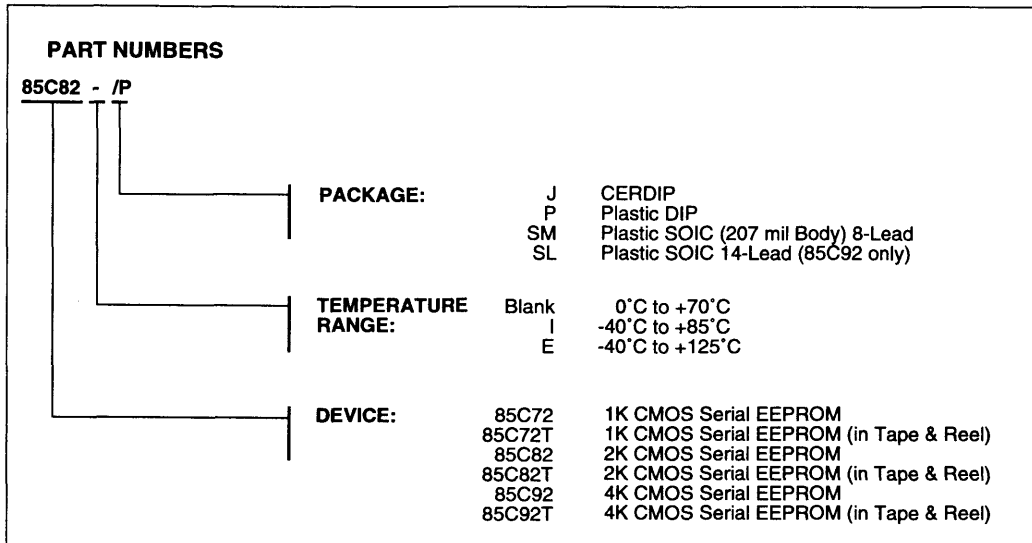 PART NUMBERS
85C82 - /P
PACKAGE: J CERDIP
P Plastic DIP
SM Plastic SOIC (207 mil Body) 8-Lead
SL Plastic SOIC 14-Lead (85C92 only)
TEMPERATURE Blank 0˚C to +70˚C
RANGE: I -40˚C to +85˚C
E -40˚C to +125˚C
DEVICE: 85C72 1K CMOS Serial EEPROM
85C72T 1K CMOS Serial EEPROM (in Tape & Reel)
85C82 2K CMOS Serial EEPROM
85C82T 2K CMOS Serial EEPROM (in Tape & Reel)
85C92 4K CMOS Serial EEPROM
85C92T 4K CMOS Serial EEPROM (in Tape & Reel)